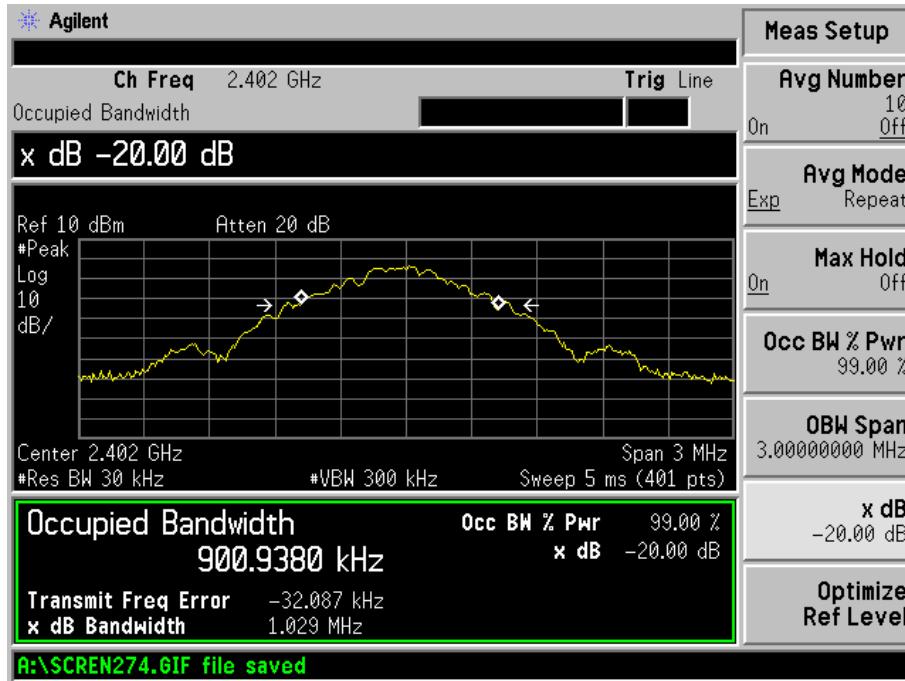 Agilent
Meas Setup
Ch Freq 2.402 GHz Trig Line
Occupied Bandwidth
x dB -20.00 dB
Ref 10 dBm Atten 20 dB
#Peak
Log
10
dB/
Center 2.402 GHz Span 3 MHz
#Res BW 30 kHz #VBW 300 kHz Sweep 5 ms (401 pts)
Occupied Bandwidth
900.9380 kHz
Occ BW % Pwr 99.00 %
x dB -20.00 dB
Transmit Freq Error -32.087 kHz
x dB Bandwidth 1.029 MHz
A:\SCREN274.GIF file saved
Avg Number
10
On Off
Avg Mode
Exp Repeat
Max Hold
On Off
Occ BW % Pwr
99.00 %
OBW Span
3.00000000 MHz
x dB
-20.00 dB
Optimize
Ref Level